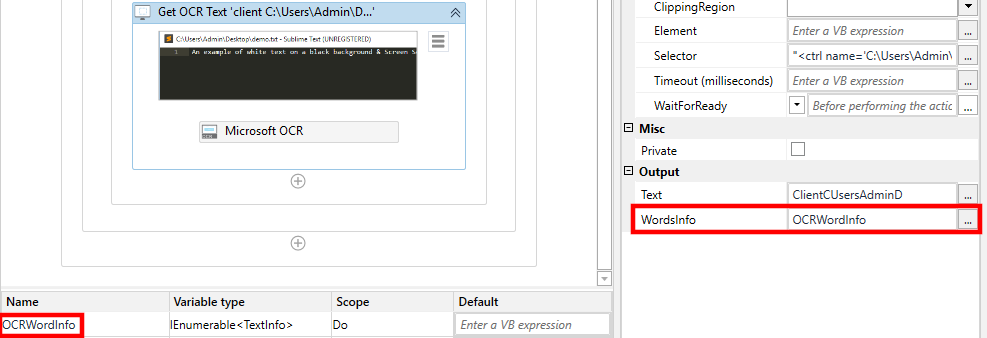 Get OCR Text 'client C:\Users\Admin\D...'
C:\Users\Admin\Desktop\demo.txt - Sublime Text (UNREGISTERED)
1 An example of white text on a black background & Screen S
Microsoft OCR
Name Variable type Scope Default
OCRWordInfo IEnumerable<TextInfo> Do Enter a VB expression
ClippingRegion
Element Enter a VB expression ...
Selector "<ctrl name='C:\Users\Admin\ ...
Timeout (milliseconds) Enter a VB expression ...
WaitForReady Before performing the actic ...
Misc
Private
Output
Text ClientCUsersAdminD ...
WordsInfo OCRWordInfo ...